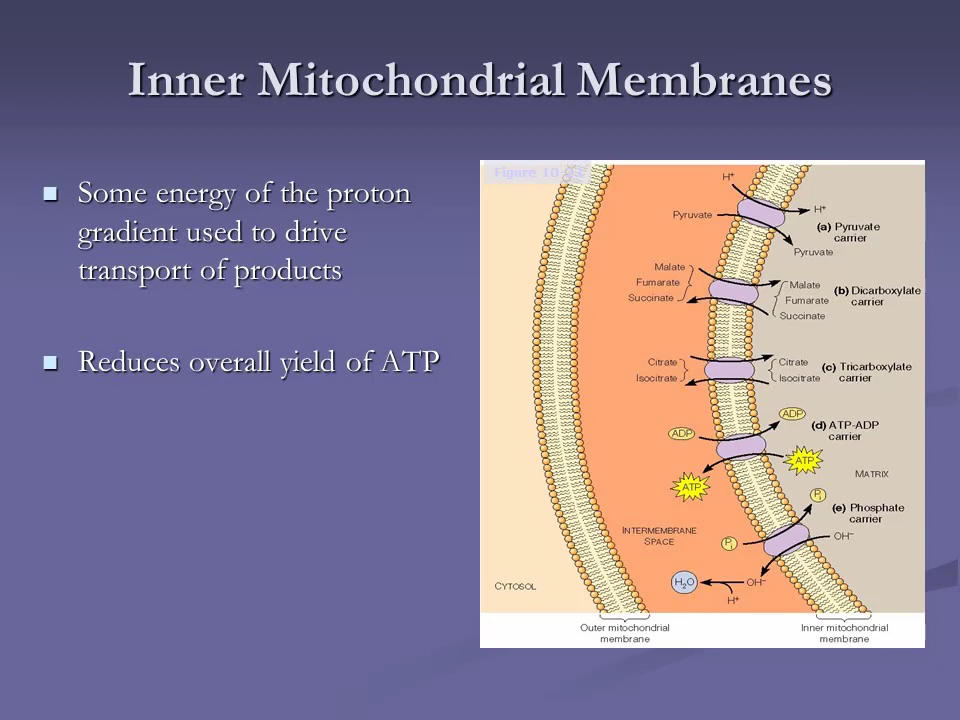 Inner Mitochondrial Membranes
Some energy of the proton
gradient used to drive
transport of products
Reduces overall yield of ATP
H⁺
H⁺
Pyruvate
(a) Pyruvate
carrier
Pyruvate
Malate
Fumarate
Succinate
Malate
Fumarate
Succinate
(b) Dicarboxylate
carrier
Citrate
Isocitrate
Citrate
Isocitrate
(c) Tricarboxylate
carrier
ADP
ADP
(d) ATP-ADP
carrier
ATP
ATP
MATRIX
Pi
(e) Phosphate
carrier
INTERMEMBRANE
SPACE
Pi
OH⁻
H₂O
OH⁻
H⁺
CYTOSOL
Outer mitochondrial
membrane
Inner mitochondrial
membrane